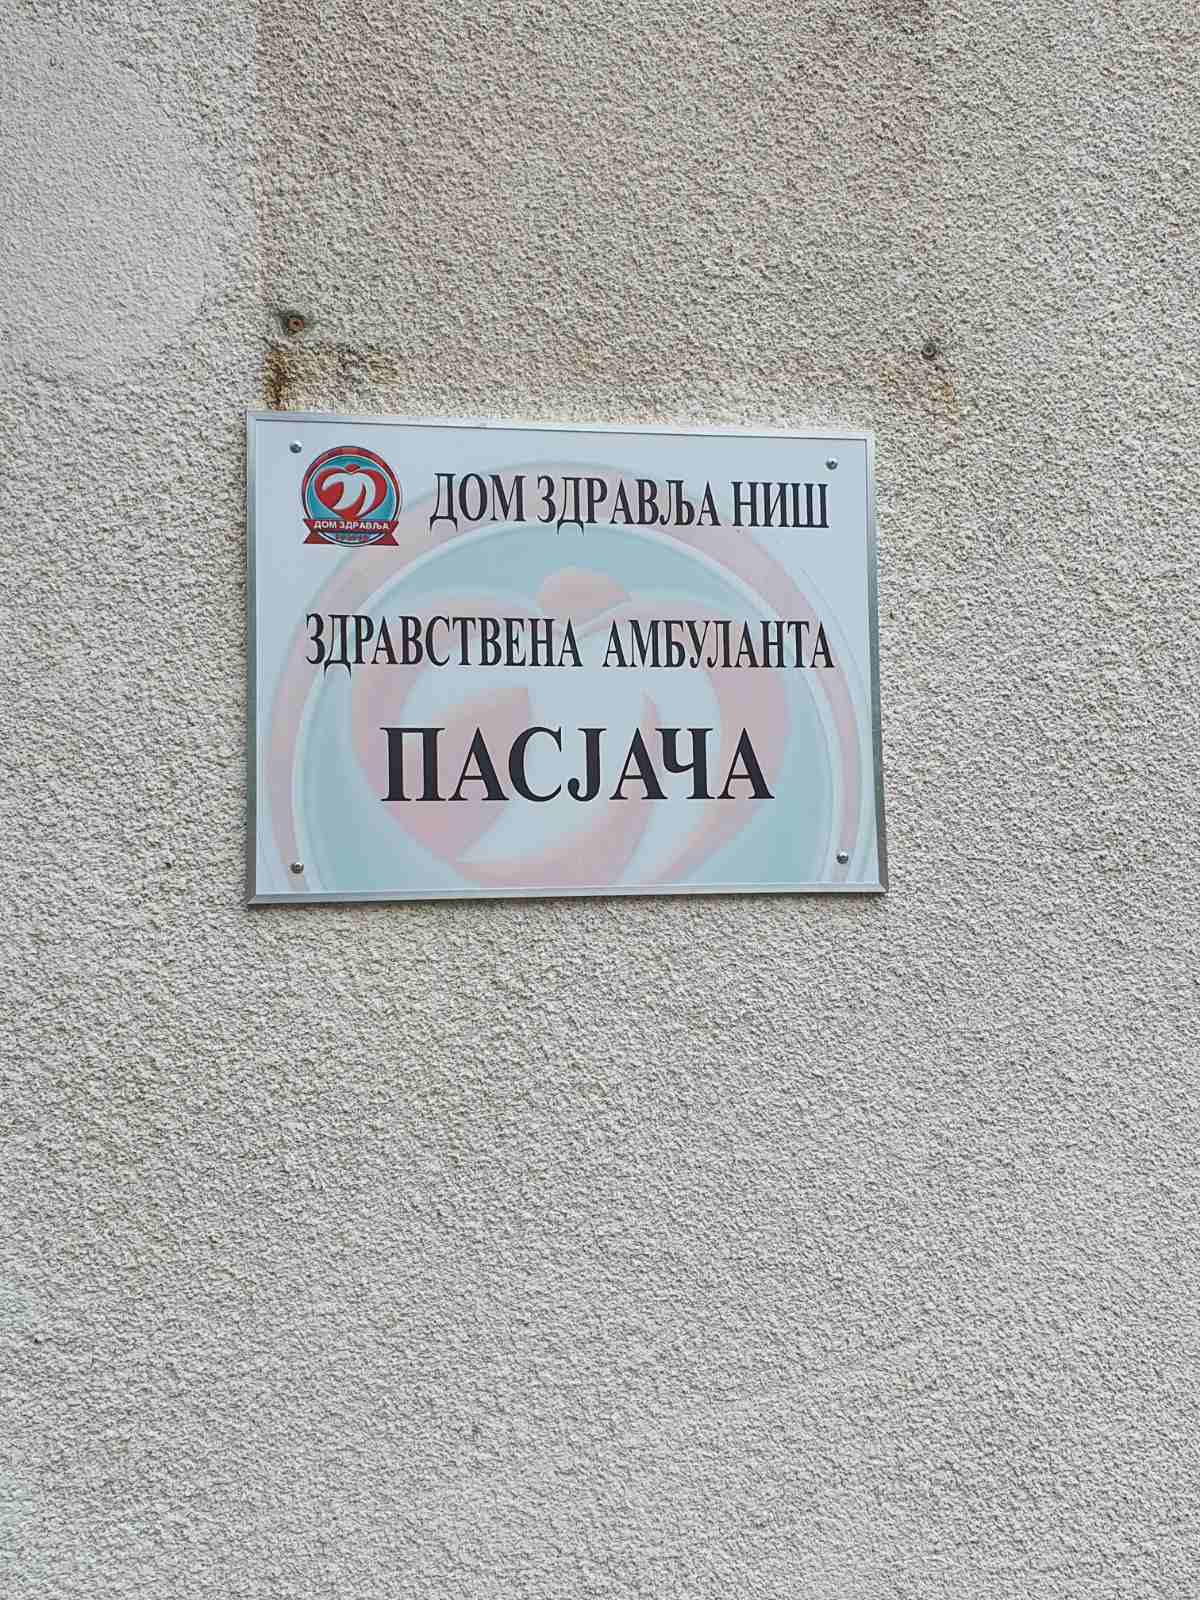 ДОМ ЗДРАВЉА НИШ
ДОМ ЗДРАВЉА
ЗДРАВСТВЕНА АМБУЛАНТА
ПАСЈАЧА